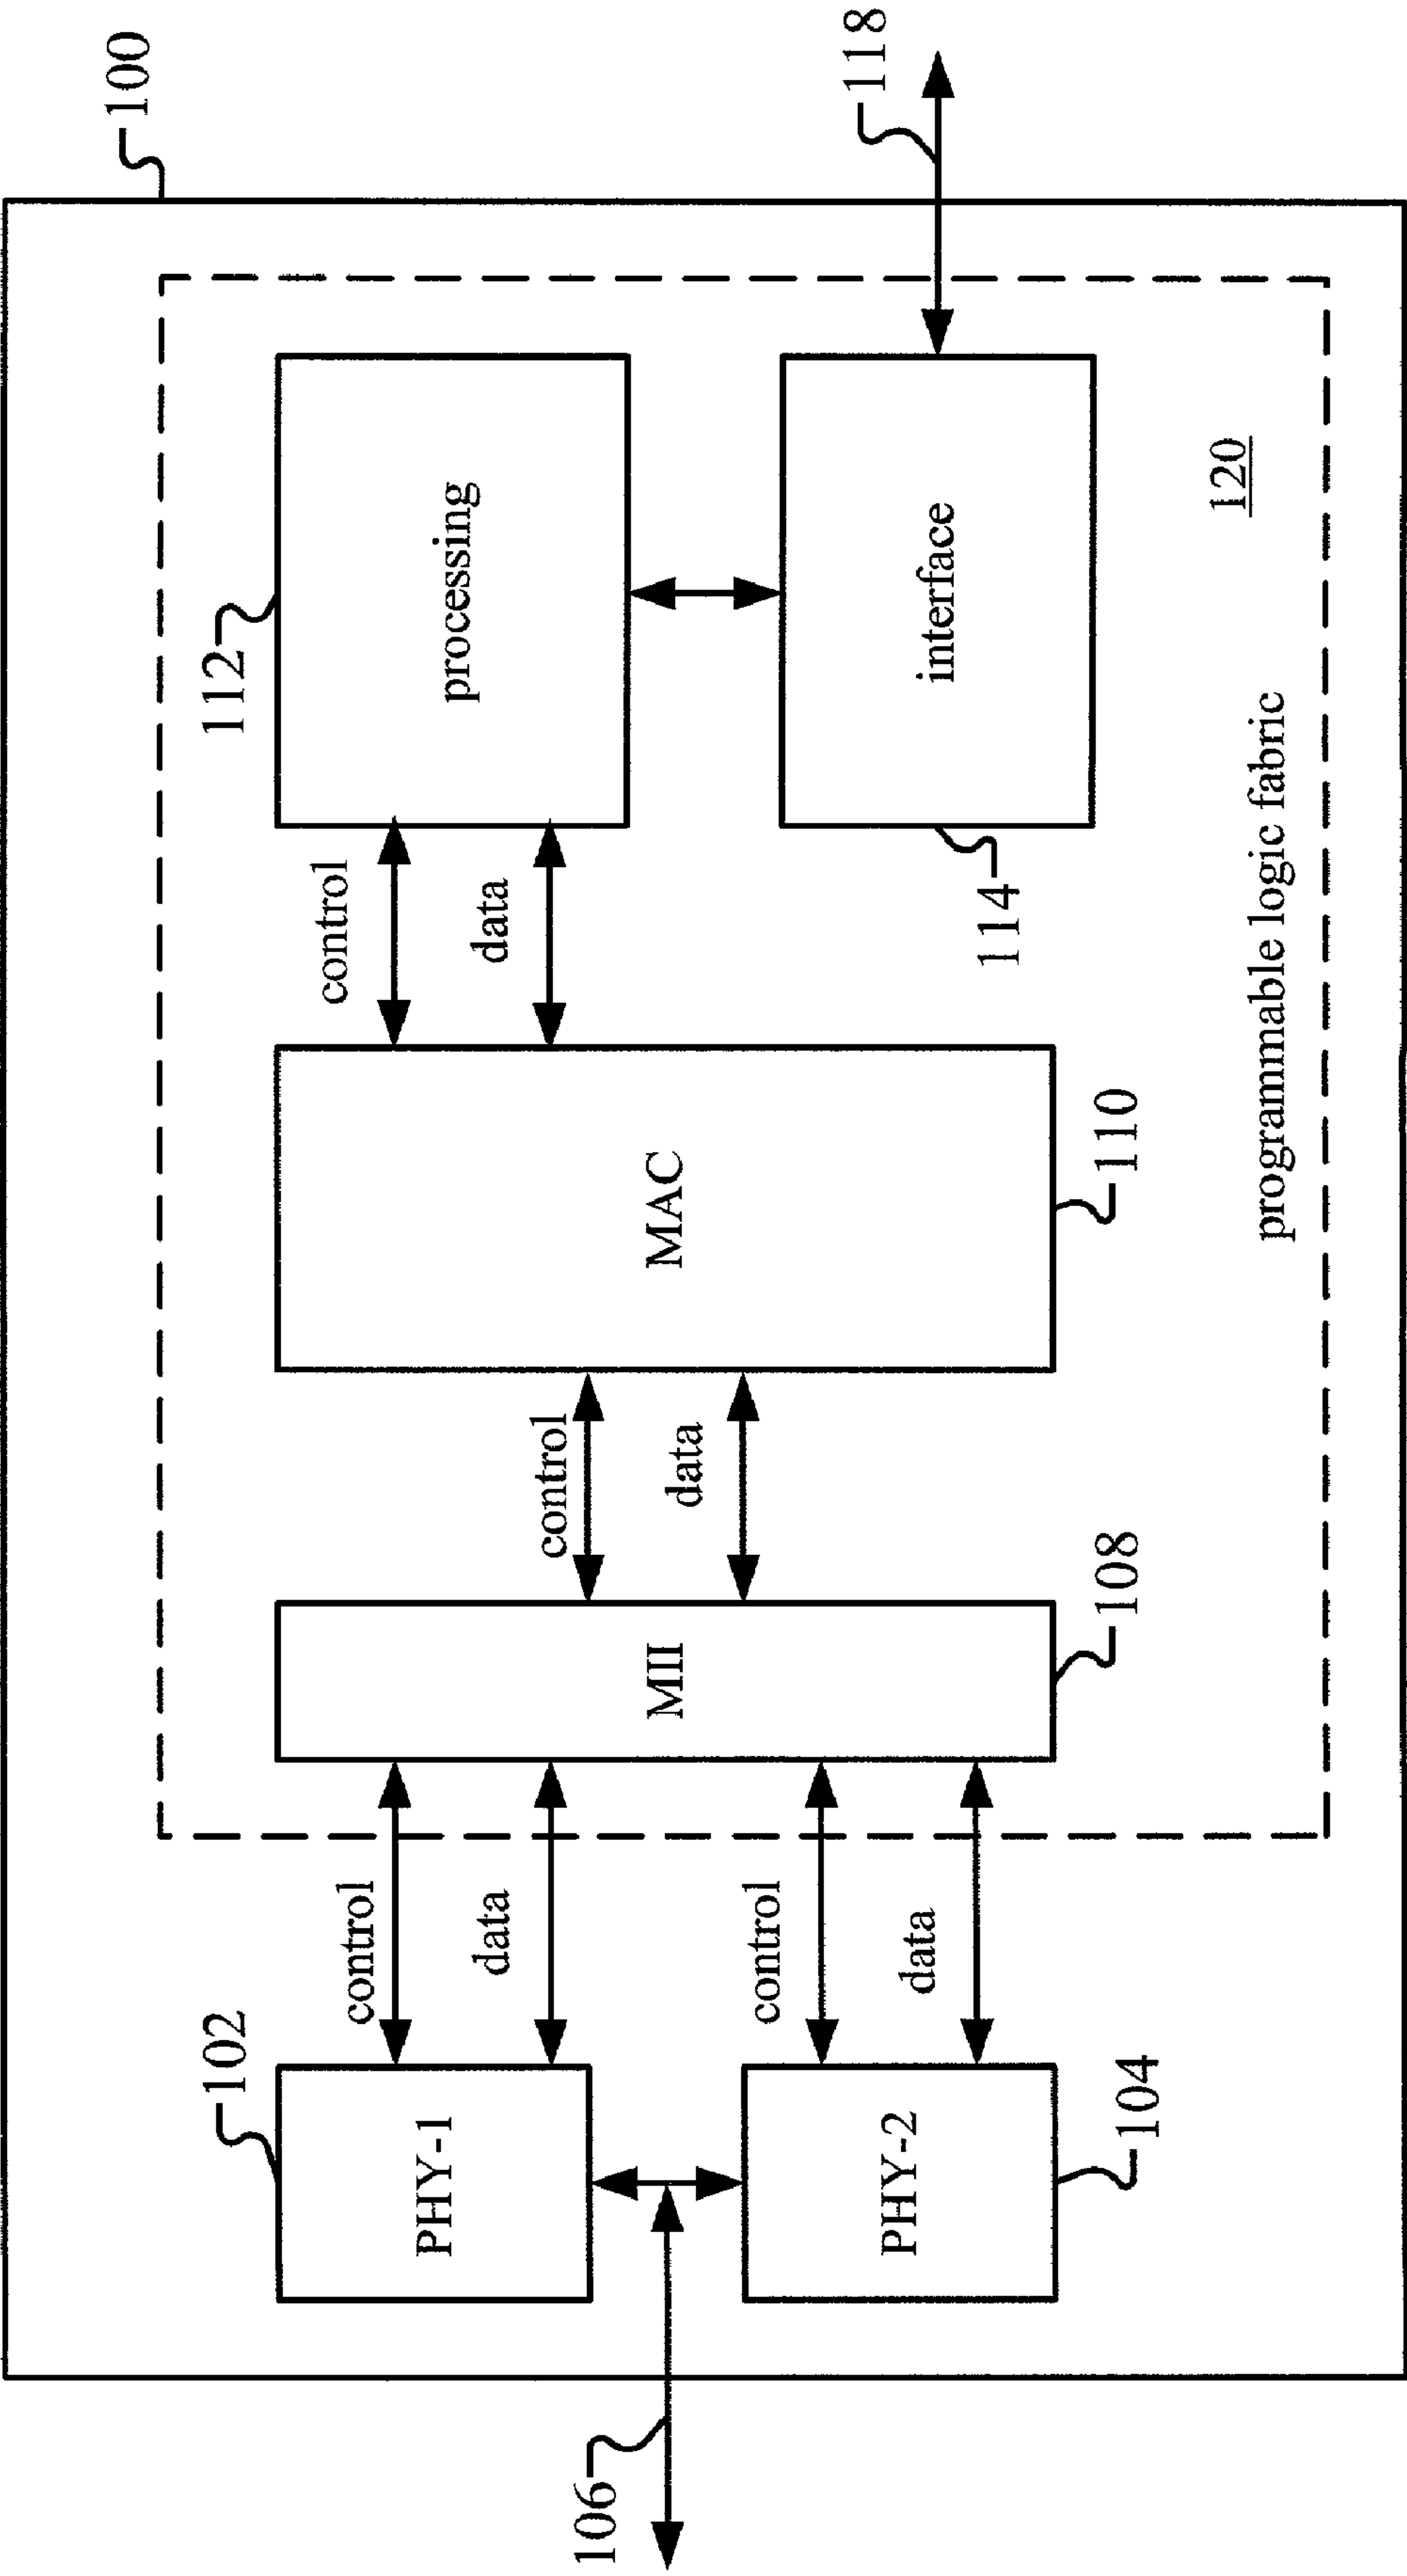 100
118
112
processing
interface
114
120
control
data
MAC
110
programmable logic fabric
control
data
MII
108
control
data
control
data
102
PHY-1
PHY-2
104
106